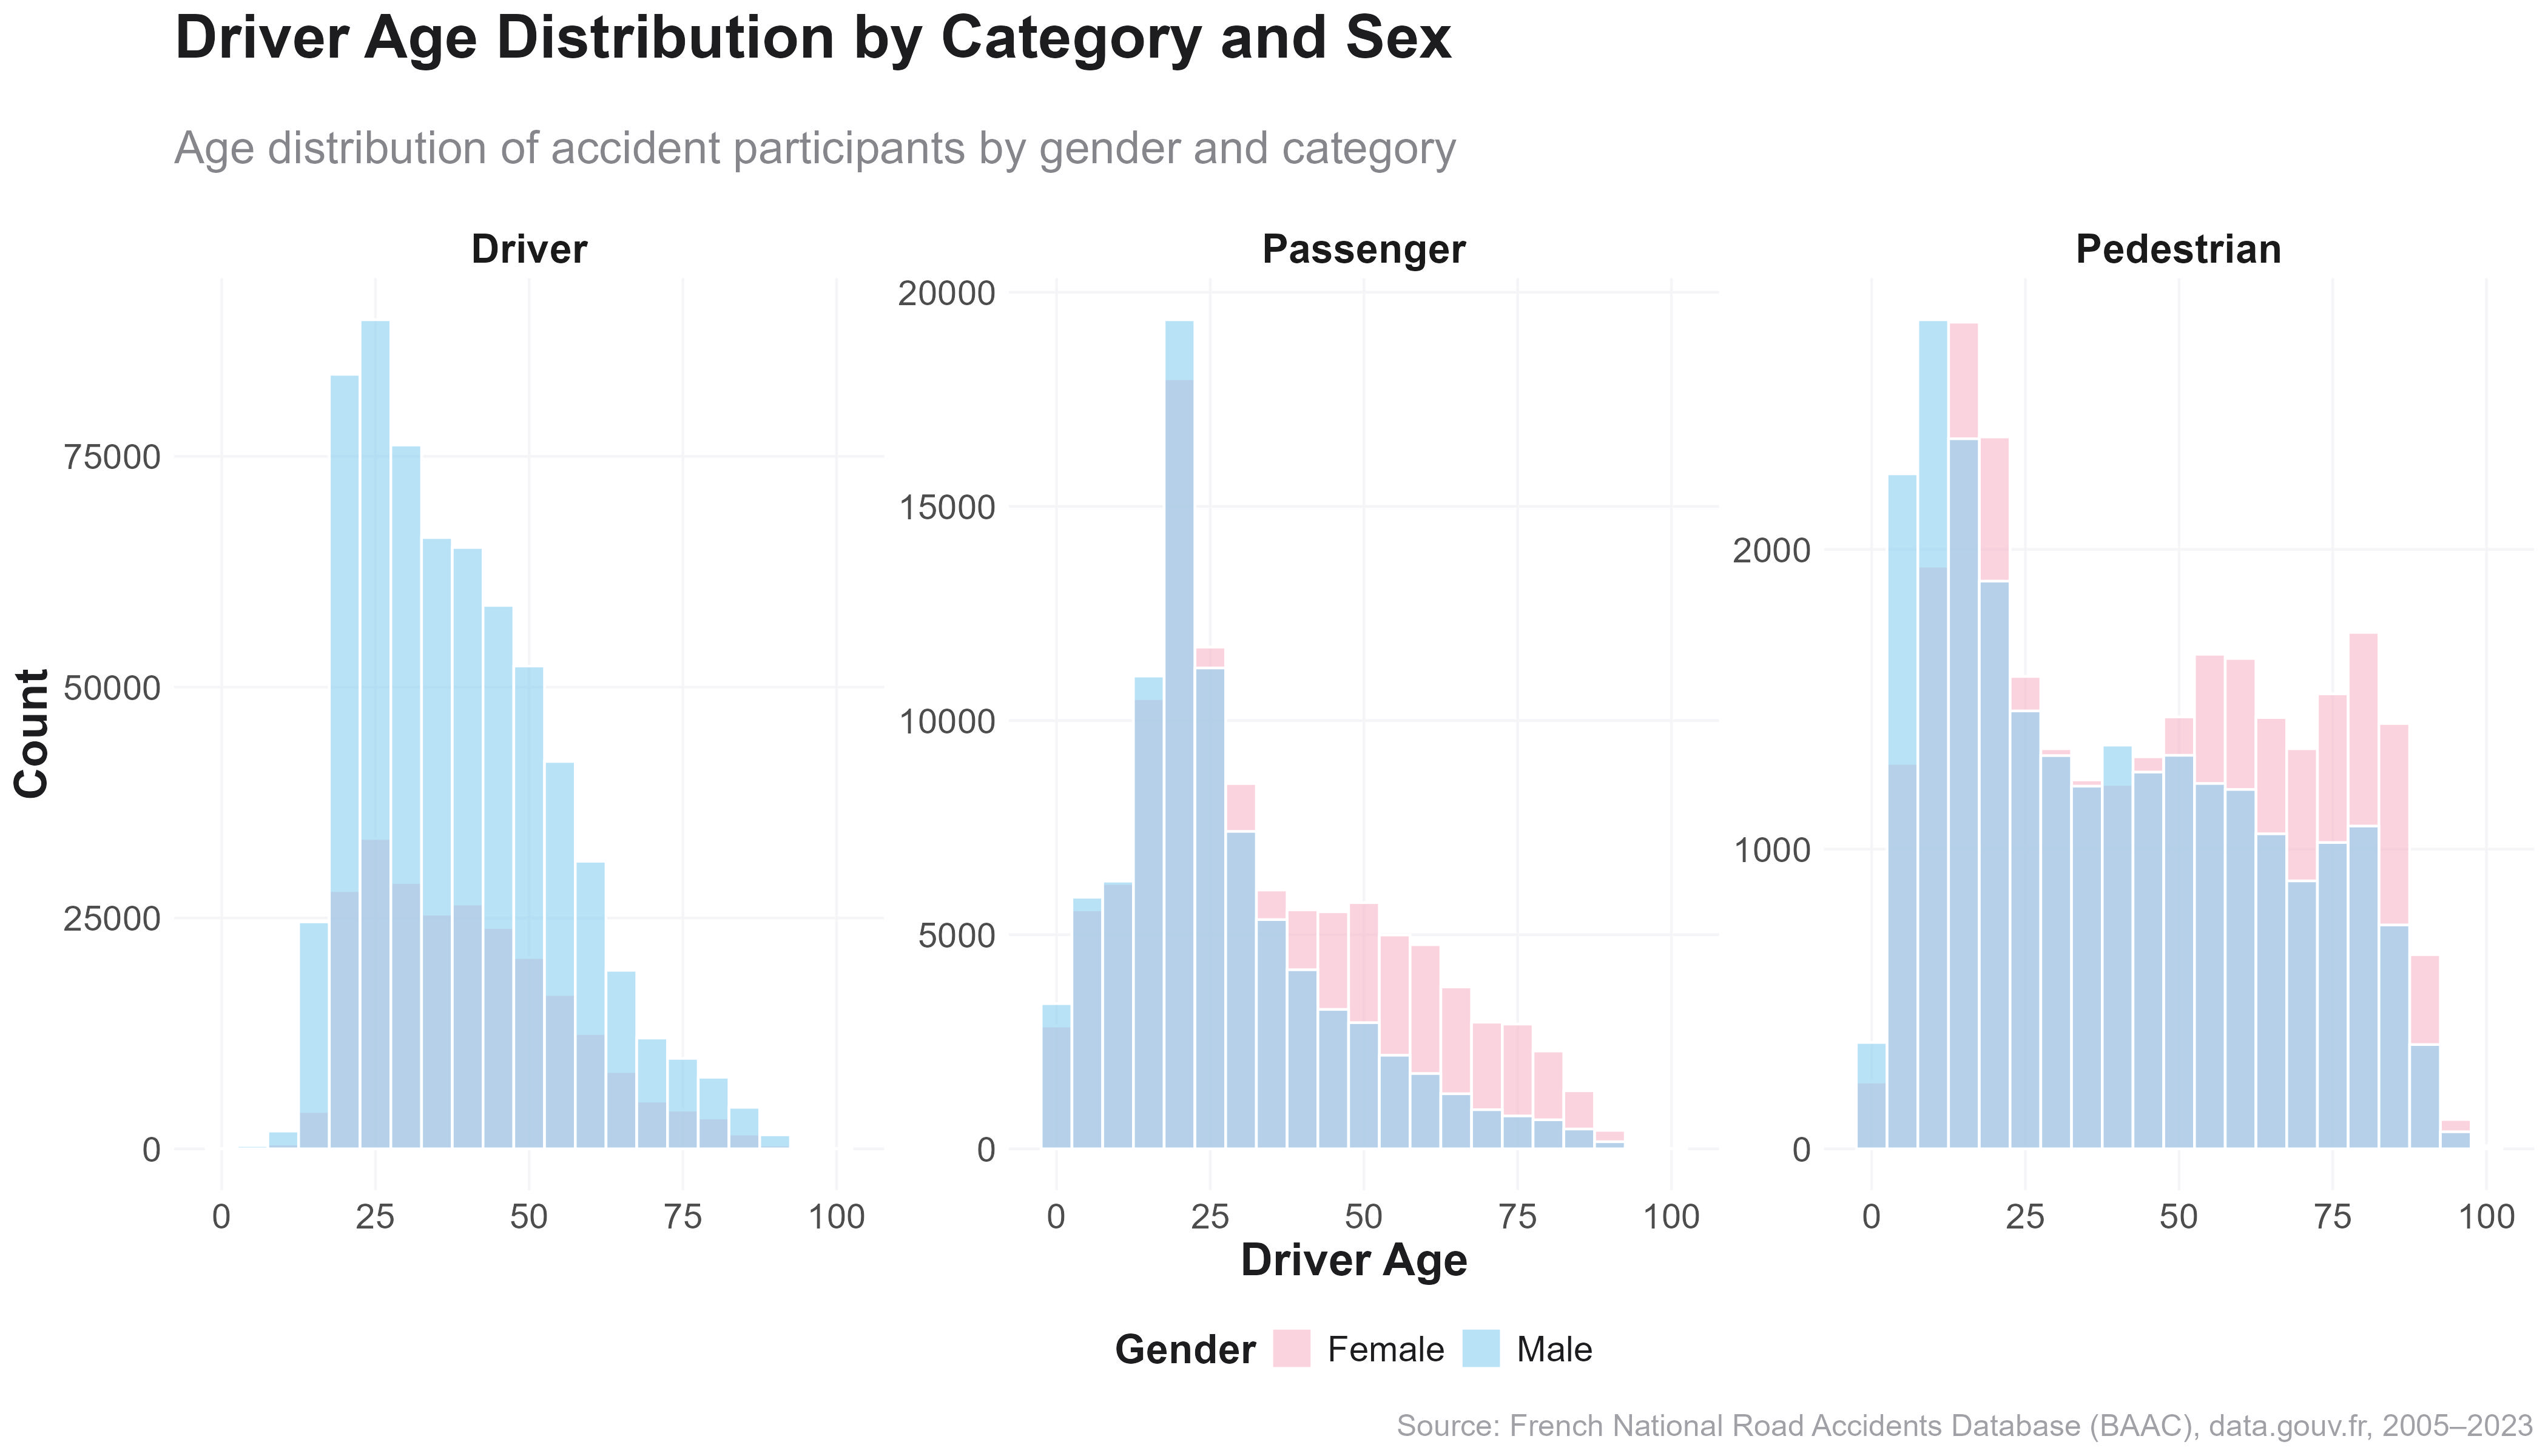 Driver Age Distribution by Category and Sex
Age distribution of accident participants by gender and category
Driver
Passenger
Pedestrian
Count
75000
50000
25000
0
20000
15000
10000
5000
0
2000
1000
0
0 25 50 75 100
0 25 50 75 100
0 25 50 75 100
Driver Age
Gender Female Male
Source: French National Road Accidents Database (BAAC), data.gouv.fr, 2005–2023